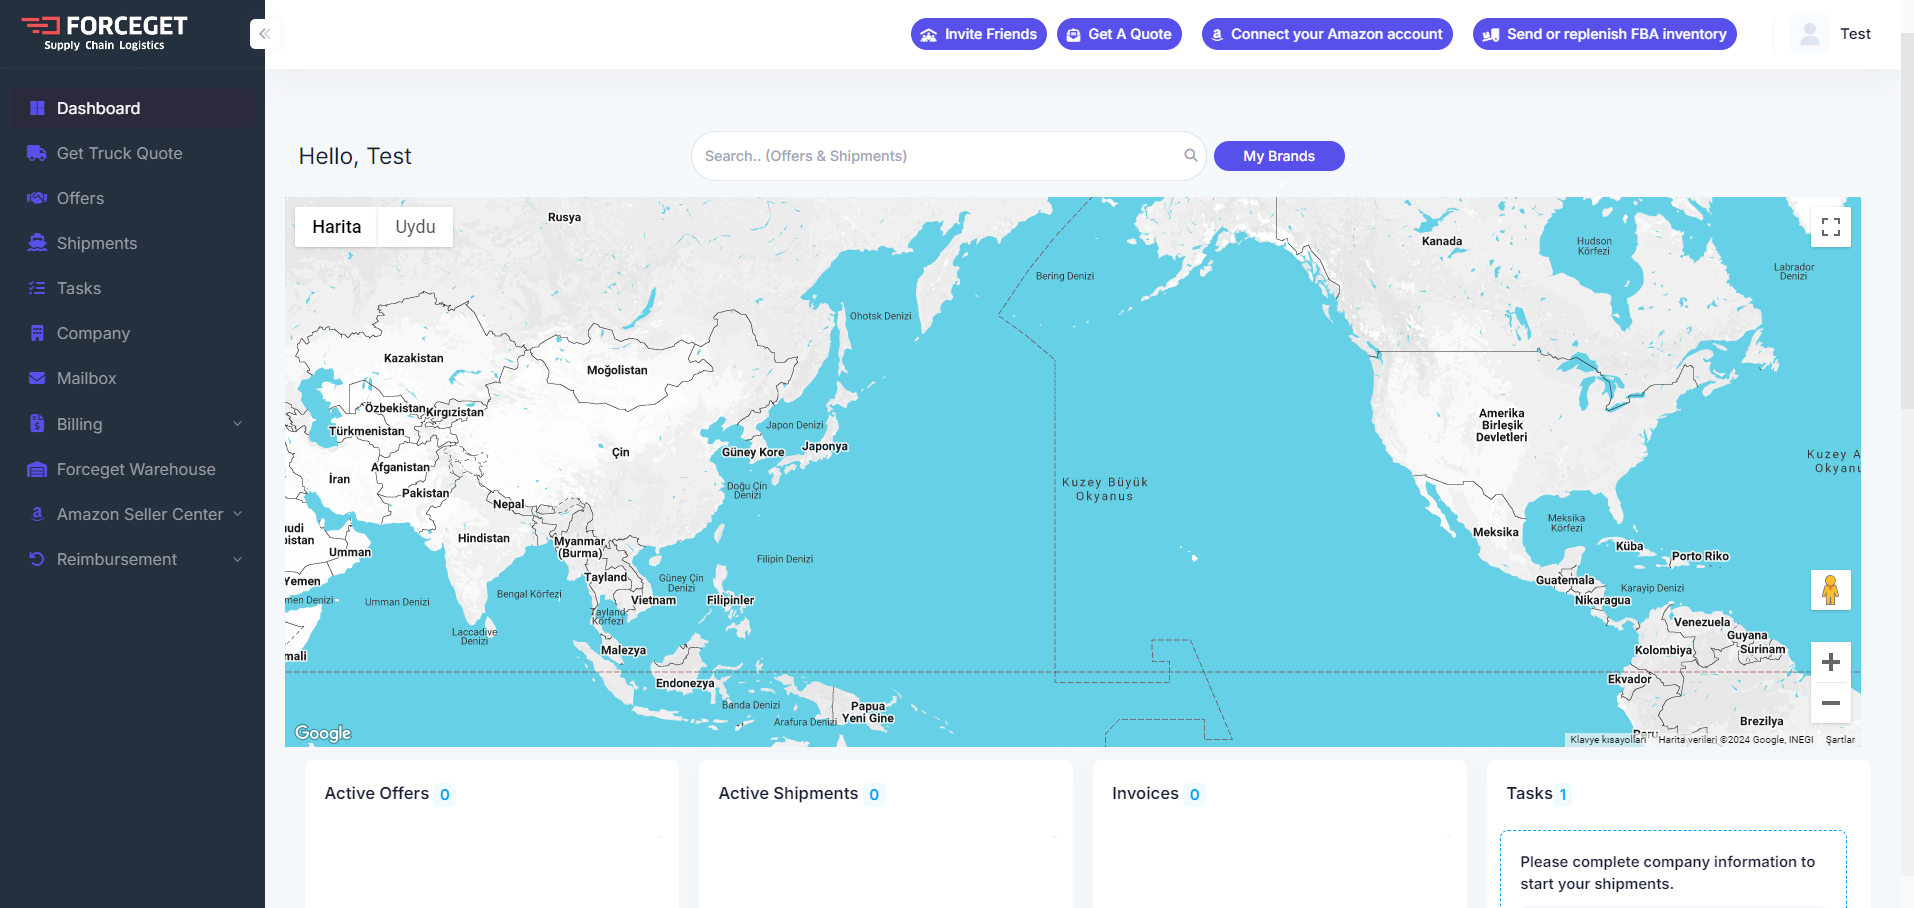 FORCEGET
Supply Chain Logistics
Invite Friends
Get A Quote
Connect your Amazon account
Send or replenish FBA inventory
Test
Dashboard
Get Truck Quote
Offers
Shipments
Tasks
Company
Mailbox
Billing
Forceget Warehouse
Amazon Seller Center
Reimbursement
Hello, Test
Search.. (Offers & Shipments)
My Brands
Harita
Uydu
Rusya
Kanada
Hudson
Körfezi
Labrador
Denizi
Bering Denizi
Ohotsk Denizi
Kazakistan
Moğolistan
Özbekistan
Kırgızistan
Türkmenistan
Amerika
Birleşik
Devletleri
Japon Denizi
Japonya
Güney Kore
Çin
Kuzey A
Okyanu
Afganistan
İran
Pakistan
Doğu Çin
Denizi
Kuzey Büyük
Okyanus
Nepal
udi
bistan
Umman
Hindistan
Myanmar
(Burma)
Meksika
Meksika
Körfezi
Küba
Porto Riko
Filipin Denizi
Yemen
Tayland
Güney Çin
Denizi
Guatemala
Karayip Denizi
men Denizi
Umman Denizi
Bengal Körfezi
Vietnam
Filipinler
Nikaragua
Tayland
Körfezi
Laccadive
Denizi
Venezuela
Guyana
Surinam
mali
Malezya
Kolombiya
Endonezya
Ekvador
Banda Denizi
Arafura Denizi
Papua
Yeni Gine
Brezilya
Peru
Google
Klavye kısayolları
Harita verileri ©2024 Google, INEGI
Şartlar
Active Offers 0
Active Shipments 0
Invoices 0
Tasks 1
Please complete company information to
start your shipments.